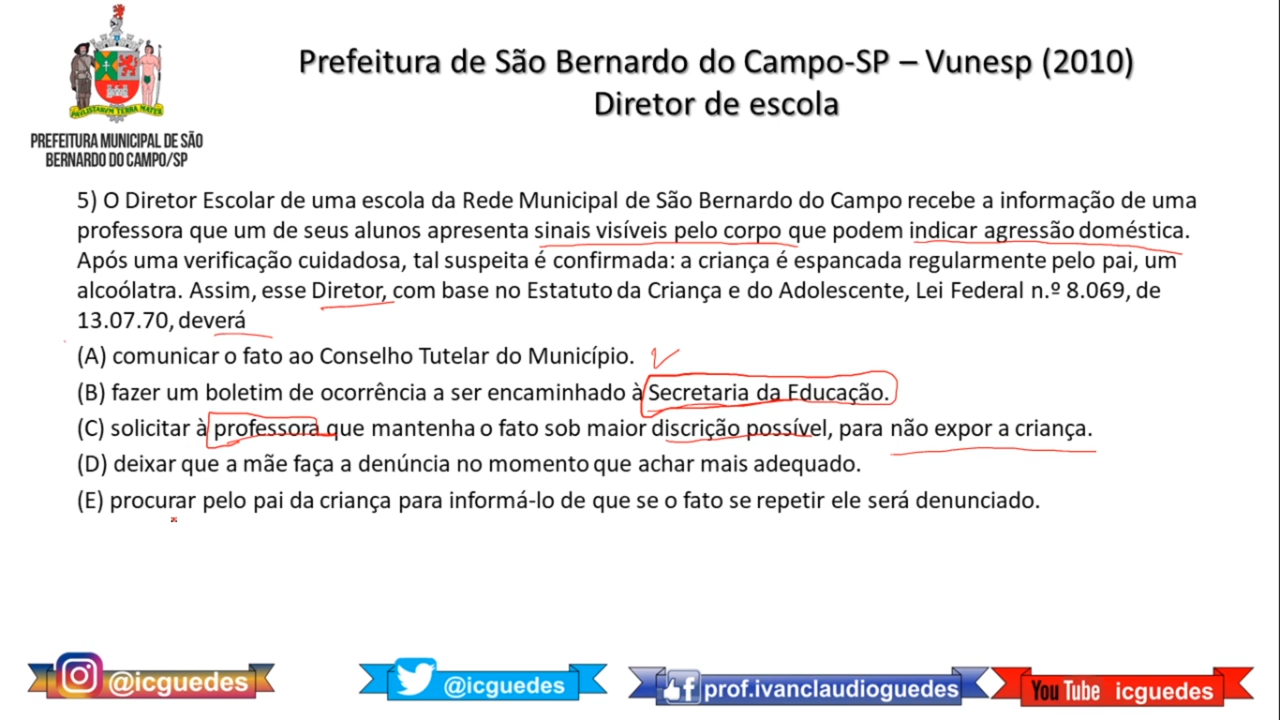 Prefeitura de São Bernardo do Campo-SP – Vunesp (2010)
Diretor de escola
PAULISTARUM TERRA MATER
PREFEITURA MUNICIPAL DE SÃO
BERNARDO DO CAMPO/SP
5) O Diretor Escolar de uma escola da Rede Municipal de São Bernardo do Campo recebe a informação de uma
professora que um de seus alunos apresenta sinais visíveis pelo corpo que podem indicar agressão doméstica.
Após uma verificação cuidadosa, tal suspeita é confirmada: a criança é espancada regularmente pelo pai, um
alcoólatra. Assim, esse Diretor, com base no Estatuto da Criança e do Adolescente, Lei Federal n.º 8.069, de
13.07.70, deverá
(A) comunicar o fato ao Conselho Tutelar do Município.
(B) fazer um boletim de ocorrência a ser encaminhado à Secretaria da Educação.
(C) solicitar à professora que mantenha o fato sob maior discrição possível, para não expor a criança.
(D) deixar que a mãe faça a denúncia no momento que achar mais adequado.
(E) procurar pelo pai da criança para informá-lo de que se o fato se repetir ele será denunciado.
@icguedes
@icguedes
prof.ivanclaudioguedes
YouTube icguedes